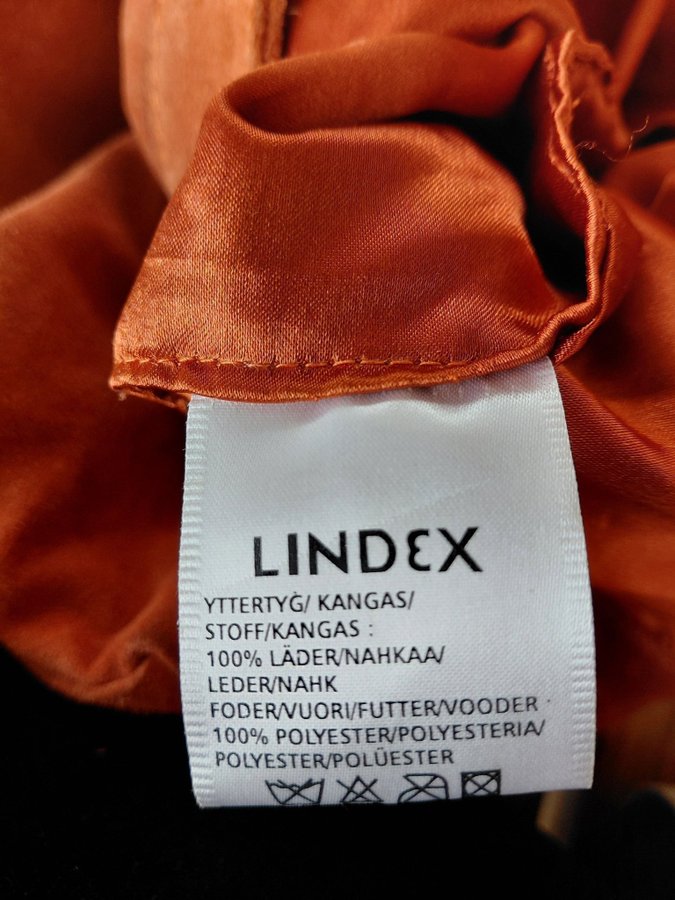 LINDEX
YTTERTYG/ KANGAS/
STOFF/KANGAS :
100% LÄDER/NAHKAA/
LEDER/NAHK
FODER/VUORI/FUTTER/VOODER
100% POLYESTER/POLYESTERIA/
POLYESTER/POLÜESTER